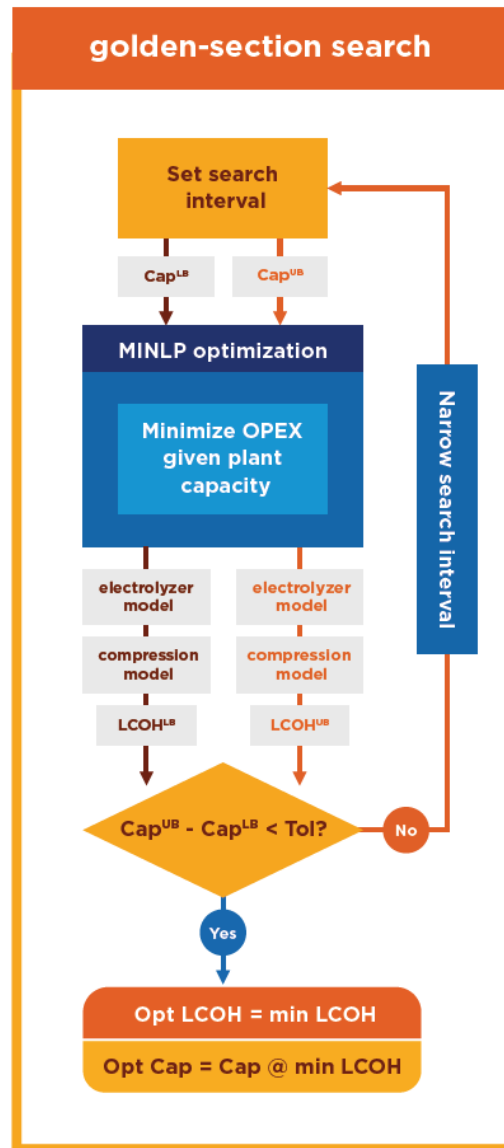 golden-section search
Set search
interval
Cap^LB
Cap^UB
MINLP optimization
Minimize OPEX
given plant
capacity
Narrow search interval
electrolyzer
model
electrolyzer
model
compression
model
compression
model
LCOH^LB
LCOH^UB
Cap^UB - Cap^LB < Tol?
No
Yes
Opt LCOH = min LCOH
Opt Cap = Cap @ min LCOH